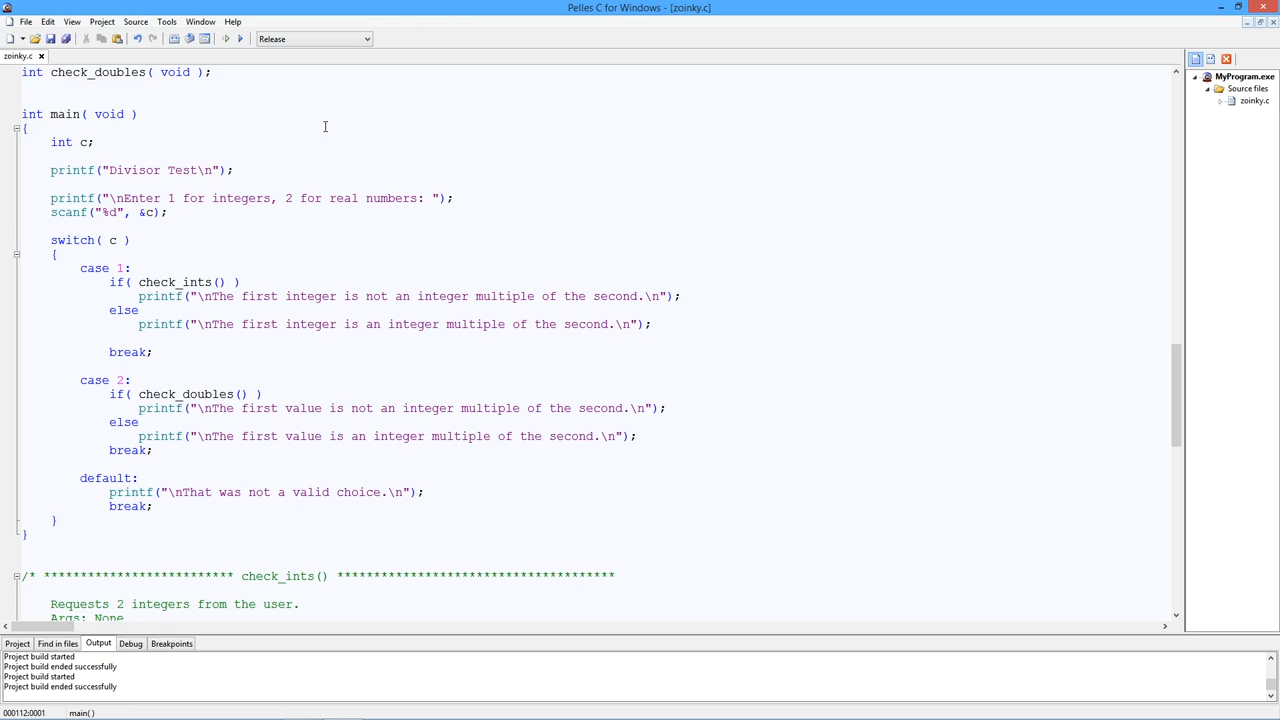 Pelles C for Windows - [zoinky.c]
File Edit View Project Source Tools Window Help
Release
zoinky.c
int check_doubles( void );
int main( void )
{
int c;
printf("Divisor Test\n");
printf("\nEnter 1 for integers, 2 for real numbers: ");
scanf("%d", &c);
switch( c )
{
case 1:
if( check_ints() )
printf("\nThe first integer is not an integer multiple of the second.\n");
else
printf("\nThe first integer is an integer multiple of the second.\n");
break;
case 2:
if( check_doubles() )
printf("\nThe first value is not an integer multiple of the second.\n");
else
printf("\nThe first value is an integer multiple of the second.\n");
break;
default:
printf("\nThat was not a valid choice.\n");
break;
}
}
/* ************************** check_ints() **************************************
Requests 2 integers from the user.
Args: None
MyProgram.exe
Source files
zoinky.c
Project Find in files Output Debug Breakpoints
Project build started
Project build ended successfully
Project build started
Project build ended successfully
000112:0001 main( )